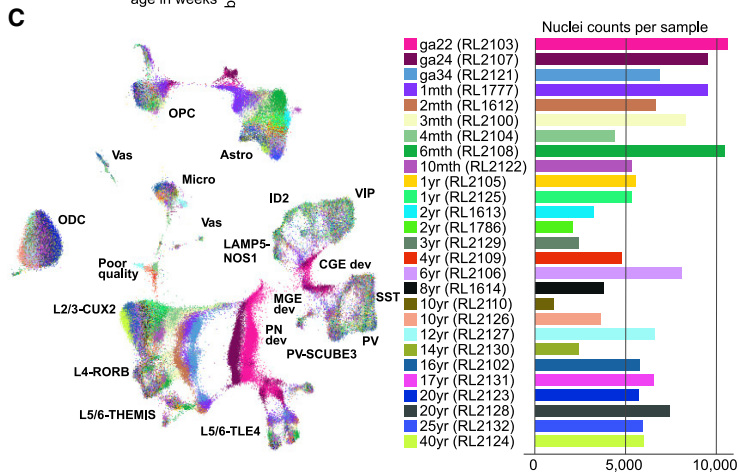 age in weeks
C
OPC
Astro
Vas
Micro
ID2
VIP
ODC
Vas
LAMP5-
NOS1
Poor
quality
CGE dev
L2/3-CUX2
MGE
dev
SST
PN
dev
PV
PV-SCUBE3
L4-RORB
L5/6-THEMIS
L5/6-TLE4
Nuclei counts per sample
ga22 (RL2103)
ga24 (RL2107)
ga34 (RL2121)
1mth (RL1777)
2mth (RL1612)
3mth (RL2100)
4mth (RL2104)
6mth (RL2108)
10mth (RL2122)
1yr (RL2105)
1yr (RL2125)
2yr (RL1613)
2yr (RL1786)
3yr (RL2129)
4yr (RL2109)
6yr (RL2106)
8yr (RL1614)
10yr (RL2110)
10yr (RL2126)
12yr (RL2127)
14yr (RL2130)
16yr (RL2102)
17yr (RL2131)
20yr (RL2123)
20yr (RL2128)
25yr (RL2132)
40yr (RL2124)
0 5,000 10,000